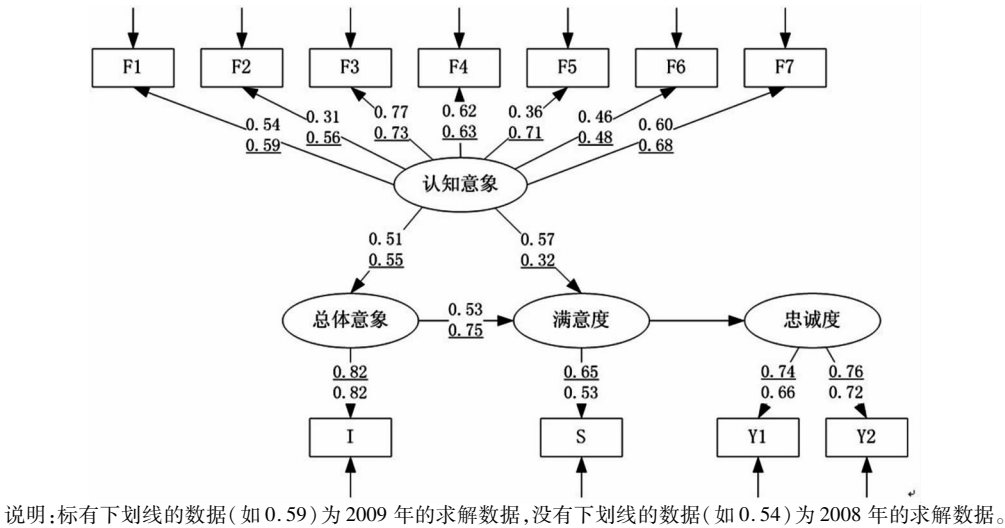 F1 F2 F3 F4 F5 F6 F7
0.54 0.31 0.77 0.62 0.36 0.46 0.60
0.59 0.56 0.73 0.63 0.71 0.48 0.68
认知意象
0.51 0.57
0.55 0.32
总体意象 0.53 满意度 忠诚度
0.75
0.82 0.65 0.74 0.76
0.82 0.53 0.66 0.72
I S Y1 Y2
说明:标有下划线的数据(如0.59)为2009 年的求解数据,没有下划线的数据(如0.54)为2008 年的求解数据.